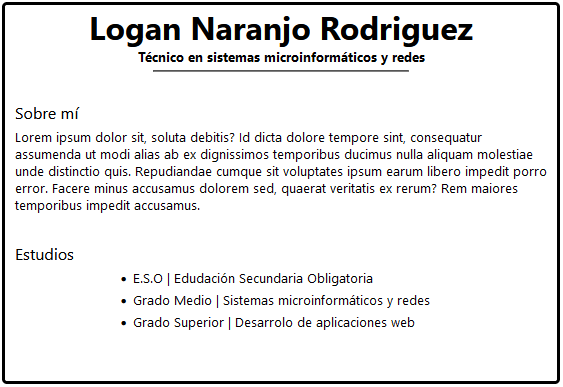 Logan Naranjo Rodriguez
Técnico en sistemas microinformáticos y redes
Sobre mí
Lorem ipsum dolor sit, soluta debitis? Id dicta dolore tempore sint, consequatur
assumenda ut modi alias ab ex dignissimos temporibus ducimus nulla aliquam molestiae
unde distinctio quis. Repudiandae cumque sit voluptates ipsum earum libero impedit porro
error. Facere minus accusamus dolorem sed, quaerat veritatis ex rerum? Rem maiores
temporibus impedit accusamus.
Estudios
• E.S.O | Edudación Secundaria Obligatoria
• Grado Medio | Sistemas microinformáticos y redes
• Grado Superior | Desarrolo de aplicaciones web